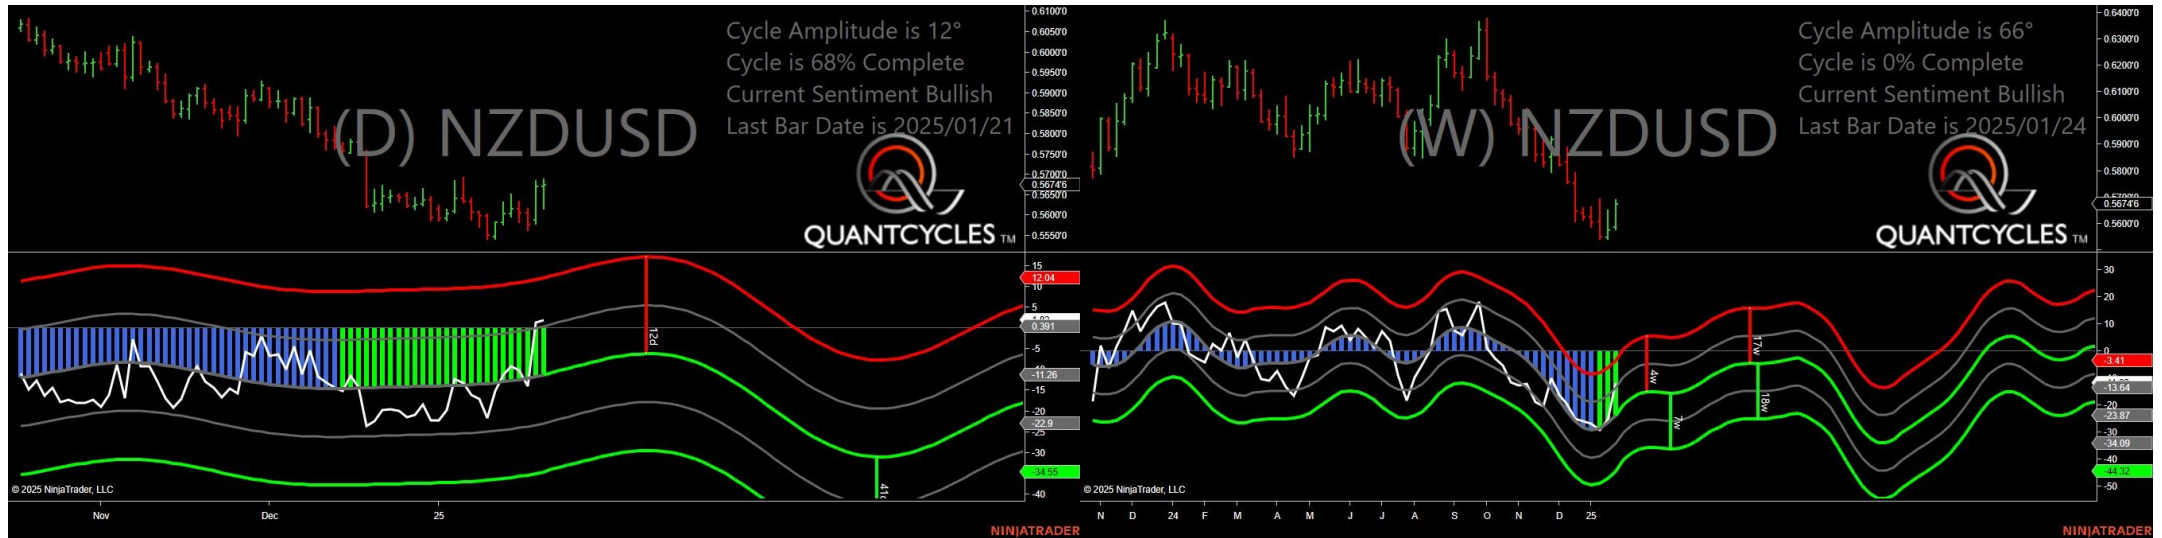 Cycle Amplitude is 12°
Cycle is 68% Complete
Current Sentiment Bullish
Last Bar Date is 2025/01/21
(D) NZDUSD
QUANTCYCLES TM
0.6100'0
0.6050'0
0.6000'0
0.5950'0
0.5900'0
0.5850'0
0.5800'0
0.5750'0
0.5700'0
0.5674'6
0.5650'0
0.5600'0
0.5550'0
15
12.04
10
5
0.391
-5
-11.26
-15
-20
-22.9
-25
-30
-34.55
-40
12d
© 2025 NinjaTrader, LLC
Nov
Dec
25
NINJATRADER
Cycle Amplitude is 66°
Cycle is 0% Complete
Current Sentiment Bullish
Last Bar Date is 2025/01/24
(W) NZDUSD
QUANTCYCLES TM
0.6400'0
0.6300'0
0.6200'0
0.6100'0
0.6000'0
0.5900'0
0.5800'0
0.5674'6
0.5600'0
30
20
10
0
-3.41
-13.64
-20
-23.87
-30
-34.09
-44.32
-50
4w
7w
17w
18w
© 2025 NinjaTrader, LLC
N D 24 F M A M J J A S O N D 25
NINJATRADER